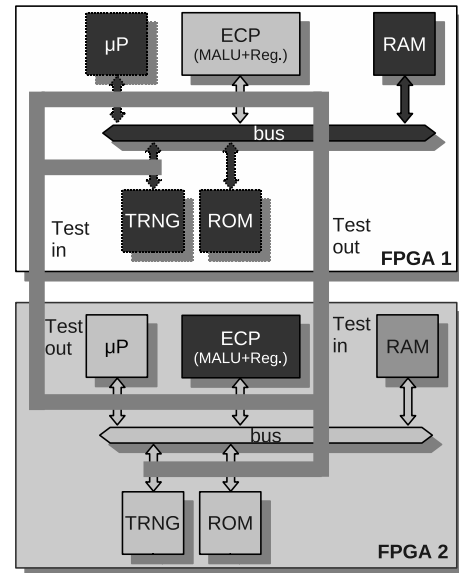 µP
ECP
(MALU+Reg.)
RAM
bus
TRNG
ROM
Test
in
Test
out
FPGA 1
Test
out
µP
ECP
(MALU+Reg.)
Test
in
RAM
bus
TRNG
ROM
FPGA 2